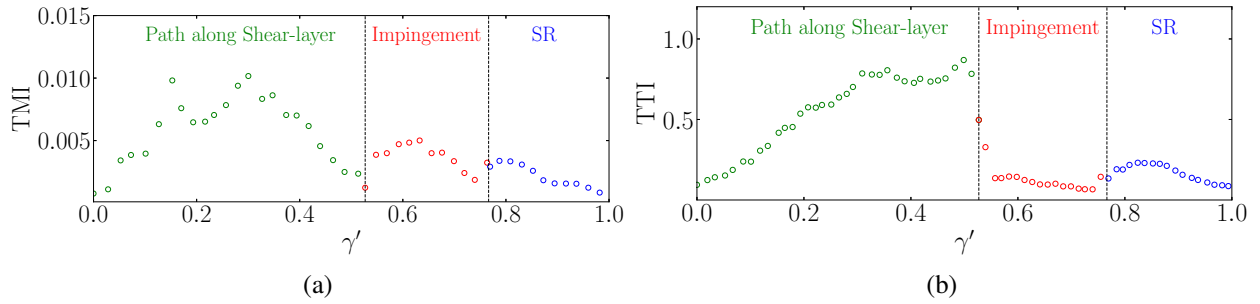 0.015
Path along Shear-layer Impingement SR
0.010
0.005
TMI
0.0 0.2 0.4 0.6 0.8 1.0
γ′
(a)
Path along Shear-layer Impingement SR
1.0
0.5
TTI
0.0 0.2 0.4 0.6 0.8 1.0
γ′
(b)